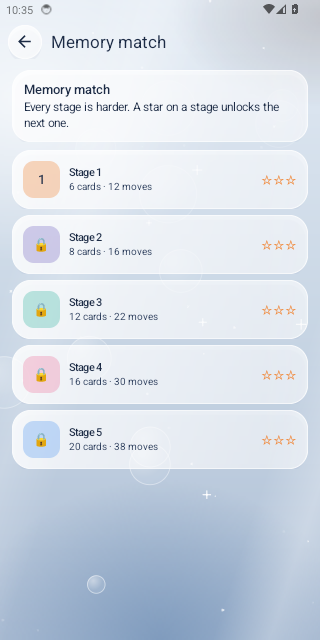 10:35
Memory match
Memory match
Every stage is harder. A star on a stage unlocks the
next one.
1
Stage 1
6 cards · 12 moves
Stage 2
8 cards · 16 moves
Stage 3
12 cards · 22 moves
Stage 4
16 cards · 30 moves
Stage 5
20 cards · 38 moves